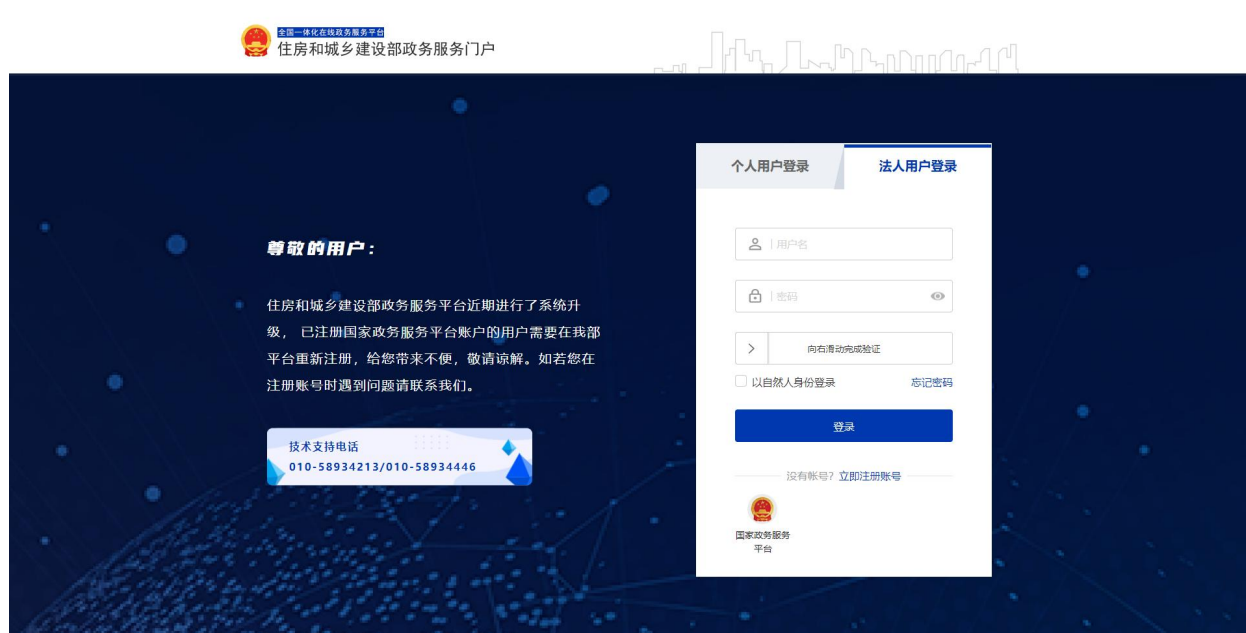 全国一体化在线政务服务平台
住房和城乡建设部政务服务门户
个人用户登录
法人用户登录
尊敬的用户：
住房和城乡建设部政务服务平台近期进行了系统升
级， 已注册国家政务服务平台账户的用户需要在我部
平台重新注册，给您带来不便，敬请谅解。如若您在
注册账号时遇到问题请联系我们。
技术支持电话
010-58934213/010-58934446
用户名
密码
向右滑动完成验证
以自然人身份登录
忘记密码
登录
没有帐号? 立即注册账号
国家政务服务
平台